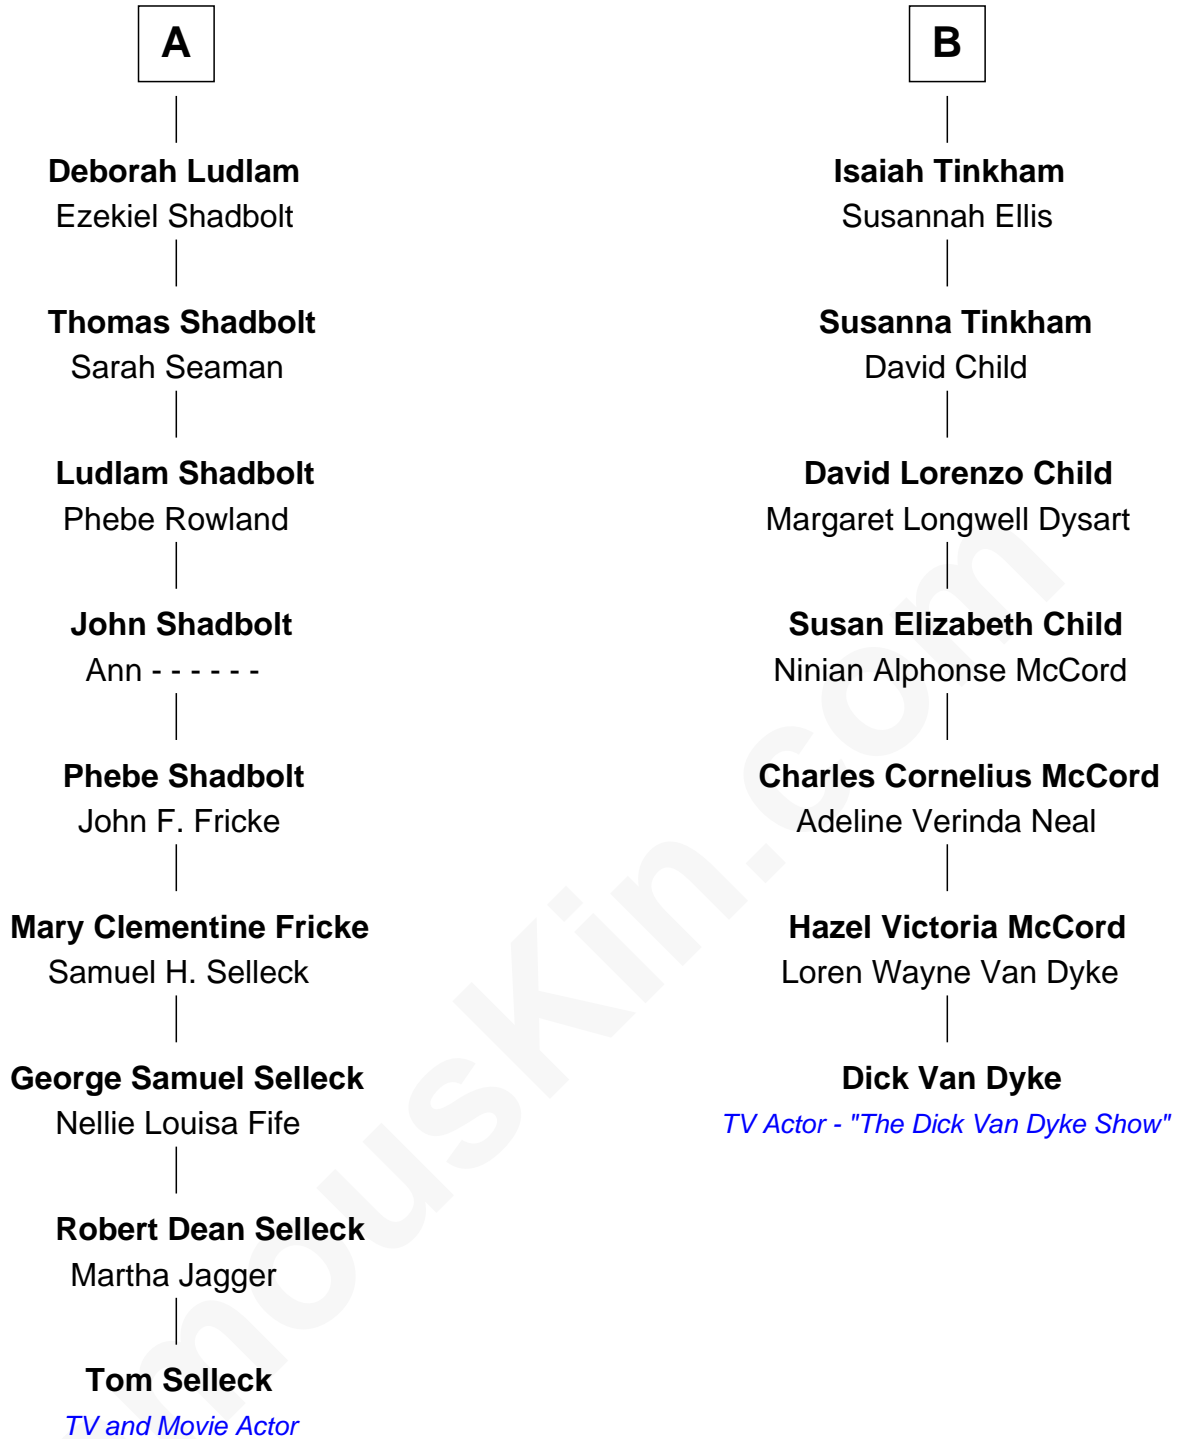 A
Deborah Ludlam
Ezekiel Shadbolt
Thomas Shadbolt
Sarah Seaman
Ludlam Shadbolt
Phebe Rowland
John Shadbolt
Ann - - - - - -
Phebe Shadbolt
John F. Fricke
Mary Clementine Fricke
Samuel H. Selleck
George Samuel Selleck
Nellie Louisa Fife
Robert Dean Selleck
Martha Jagger
Tom Selleck
TV and Movie Actor
B
Isaiah Tinkham
Susannah Ellis
Susanna Tinkham
David Child
David Lorenzo Child
Margaret Longwell Dysart
Susan Elizabeth Child
Ninian Alphonse McCord
Charles Cornelius McCord
Adeline Verinda Neal
Hazel Victoria McCord
Loren Wayne Van Dyke
Dick Van Dyke
TV Actor - "The Dick Van Dyke Show"
mousKin.com